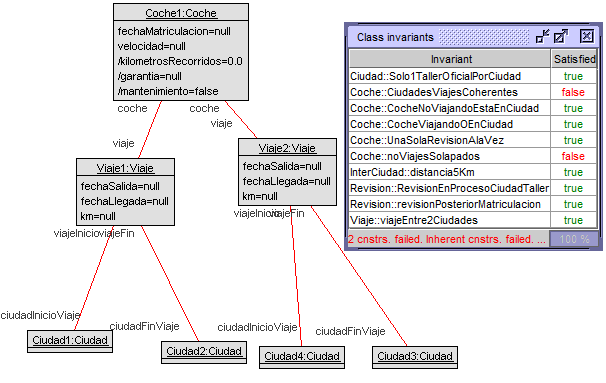 Coche1:Coche
fechaMatriculacion=null
velocidad=null
/kilometrosRecorridos=0.0
/garantia=null
/mantenimiento=false
coche
coche
viaje
viaje
Viaje1:Viaje
fechaSalida=null
fechaLlegada=null
km=null
Viaje2:Viaje
fechaSalida=null
fechaLlegada=null
km=null
viajeInicio
viajeFin
viajeInicio
viajeFin
ciudadInicioViaje
ciudadFinViaje
ciudadInicioViaje
ciudadFinViaje
Ciudad1:Ciudad
Ciudad2:Ciudad
Ciudad4:Ciudad
Ciudad3:Ciudad
Class invariants
Invariant Satisfied
Ciudad::Solo1TallerOficialPorCiudad true
Coche::CiudadesViajesCoherentes false
Coche::CocheNoViajandoEstaEnCiudad true
Coche::CocheViajandoOEnCiudad true
Coche::UnaSolaRevisionALaVez true
Coche::noViajesSolapados false
InterCiudad::distancia5Km true
Revision::RevisionEnProcesoCiudadTaller true
Revision::revisionPosteriorMatriculacion true
Viaje::viajeEntre2Ciudades true
2 cnstrs. failed. Inherent cnstrs. failed. ... 100 %